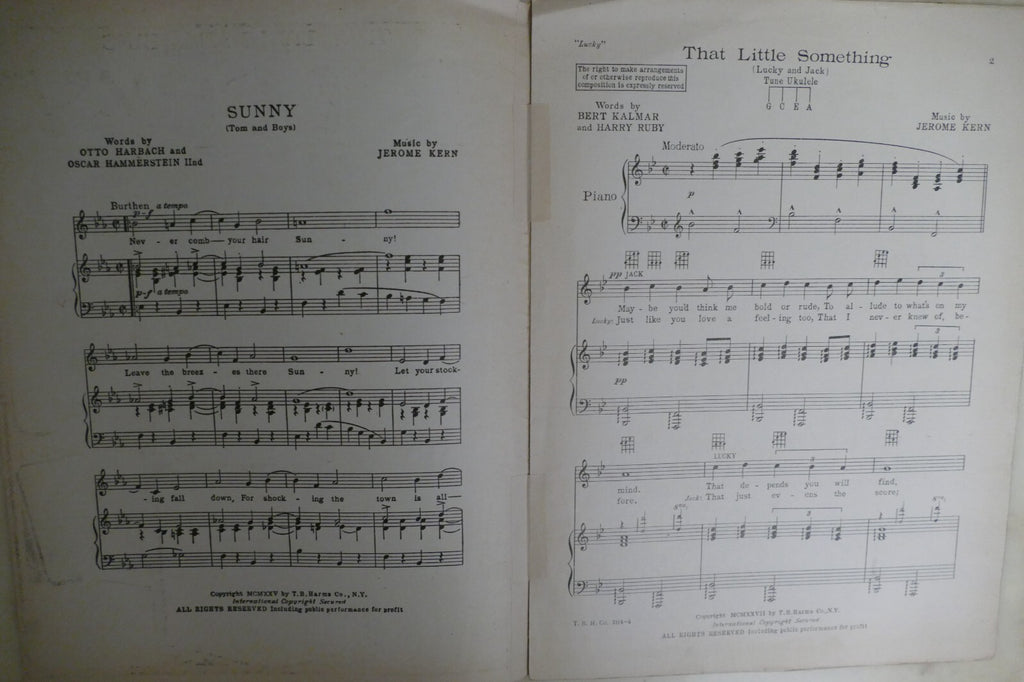 SUNNY
(Tom and Boys)
Words by
OTTO HARBACH and
OSCAR HAMMERSTEIN IInd
Music by
JEROME KERN
Burthen a tempo
p-f
Nev - er comb - your hair Sun - ny!
p-f a tempo
Leave the breez - es there Sun - ny! Let your stock-
-ing fall down, For shock - ing the town is all
Copyright MCMXXV by T. B. Harms Co., N.Y.
International Copyright Secured
ALL RIGHTS RESERVED Including public performance for profit
"Lucky"
2
That Little Something
(Lucky and Jack)
Tune Ukulele
G C E A
The right to make arrangements
of or otherwise reproduce this
composition is expressly reserved
Words by
BERT KALMAR
and HARRY RUBY
Music by
JEROME KERN
Moderato
Piano
p
pp JACK
3
May - be you'd think me bold or rude, To al - lude to what's on my
Lucky: Just like you love a feel - ing too, That I nev - er knew of, be-
3
pp
LUCKY
3
mind. That de - pends you will find,
fore. Jack: That just ev - ens the score;
8va
3
8va
T. B. H. Co.
Copyright MCMXXVII by T. B. Harms Co., N.Y.
International Copyright Secured
ALL RIGHTS RESERVED Including public performance for profit